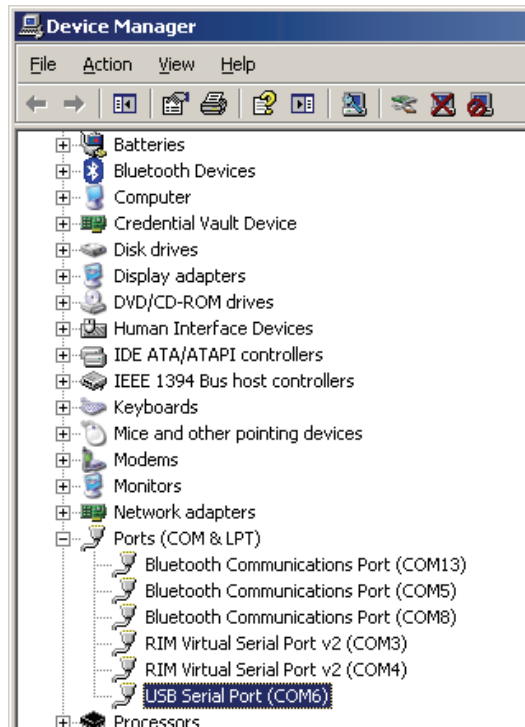 Device Manager
File Action View Help
Batteries
Bluetooth Devices
Computer
Credential Vault Device
Disk drives
Display adapters
DVD/CD-ROM drives
Human Interface Devices
IDE ATA/ATAPI controllers
IEEE 1394 Bus host controllers
Keyboards
Mice and other pointing devices
Modems
Monitors
Network adapters
Ports (COM & LPT)
Bluetooth Communications Port (COM13)
Bluetooth Communications Port (COM5)
Bluetooth Communications Port (COM8)
RIM Virtual Serial Port v2 (COM3)
RIM Virtual Serial Port v2 (COM4)
USB Serial Port (COM6)
Processors